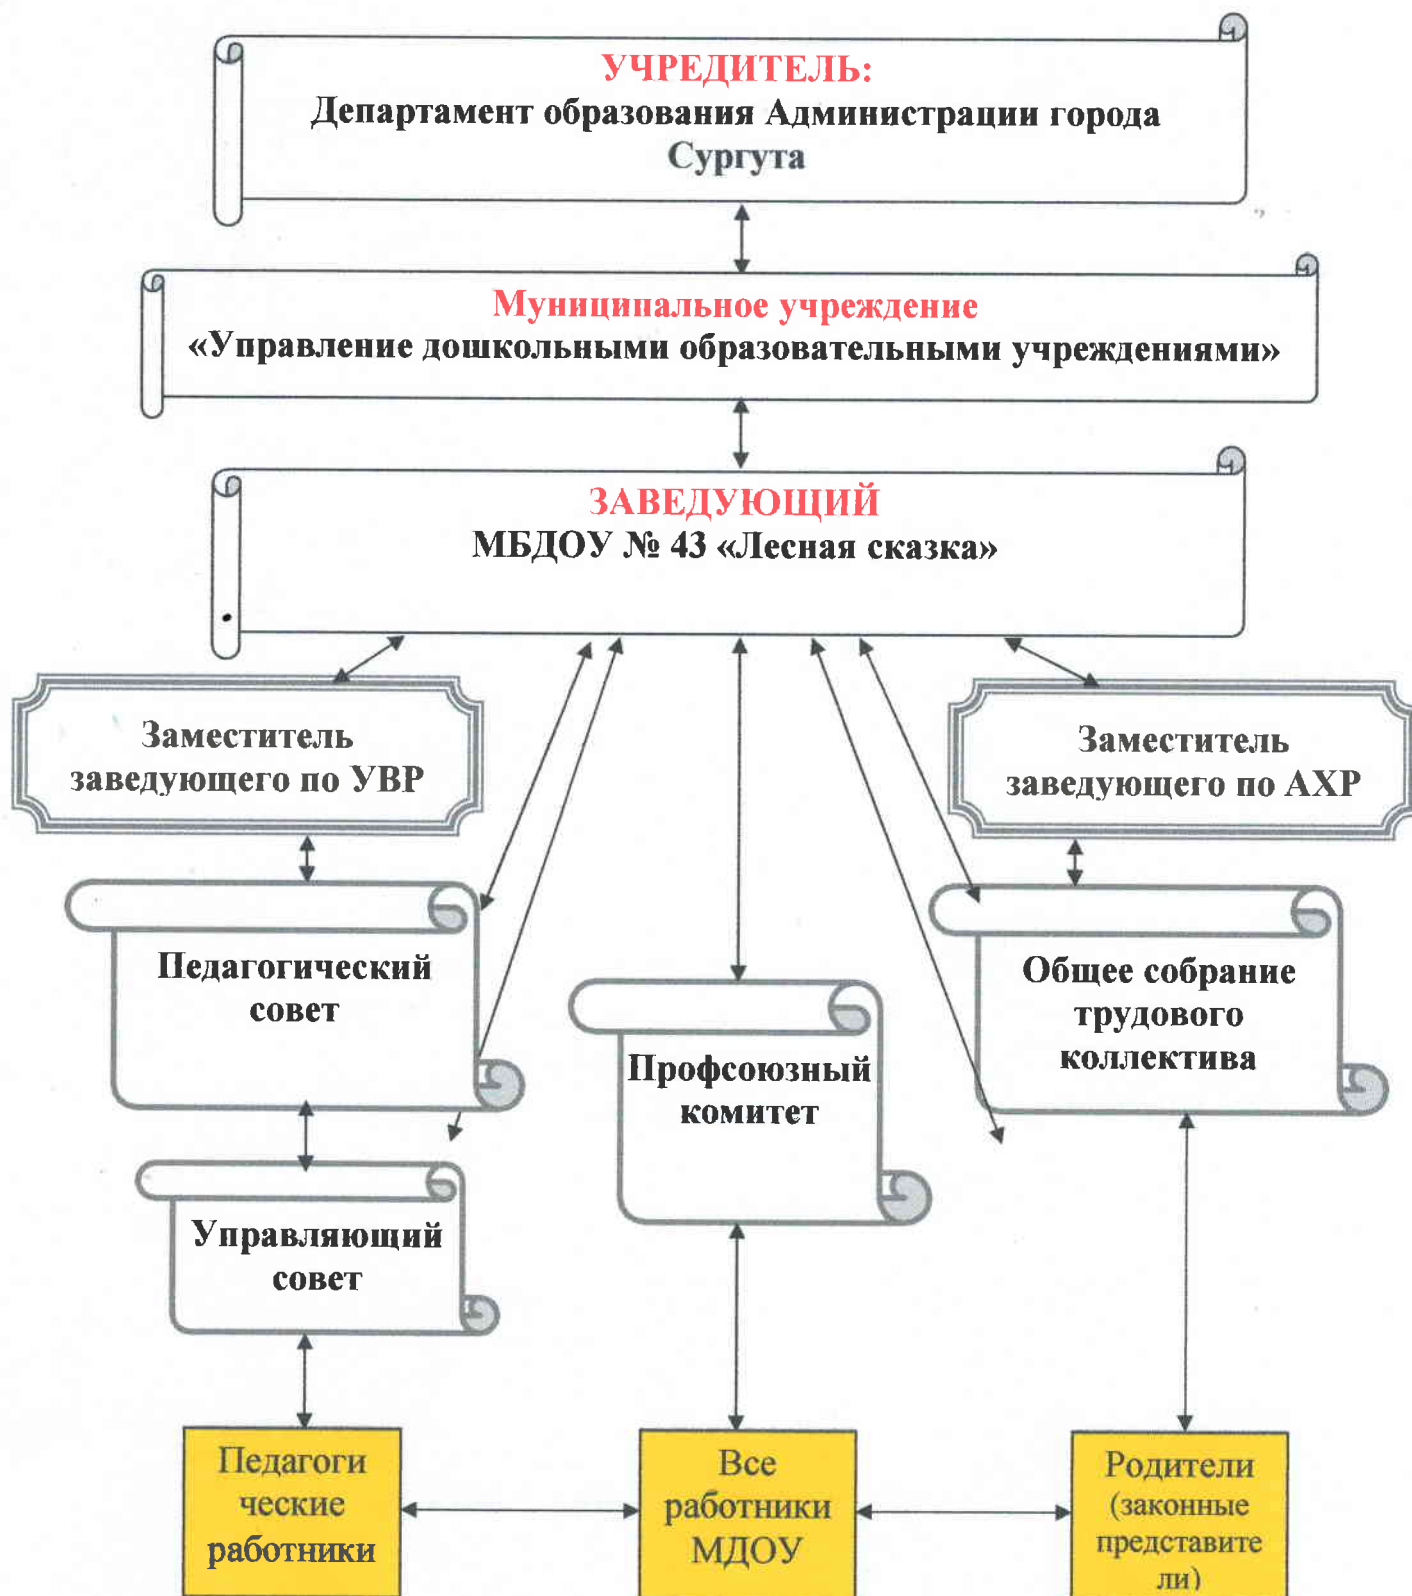 УЧРЕДИТЕЛЬ:
Департамент образования Администрации города
Сургута
Муниципальное учреждение
«Управление дошкольными образовательными учреждениями»
ЗАВЕДУЮЩИЙ
МБДОУ № 43 «Лесная сказка»
Заместитель
заведующего по УВР
Заместитель
заведующего по АХР
Педагогический
совет
Общее собрание
трудового
коллектива
Профсоюзный
комитет
Управляющий
совет
Педагоги
ческие
работники
Все
работники
МДОУ
Родители
(законные
представите
ли)